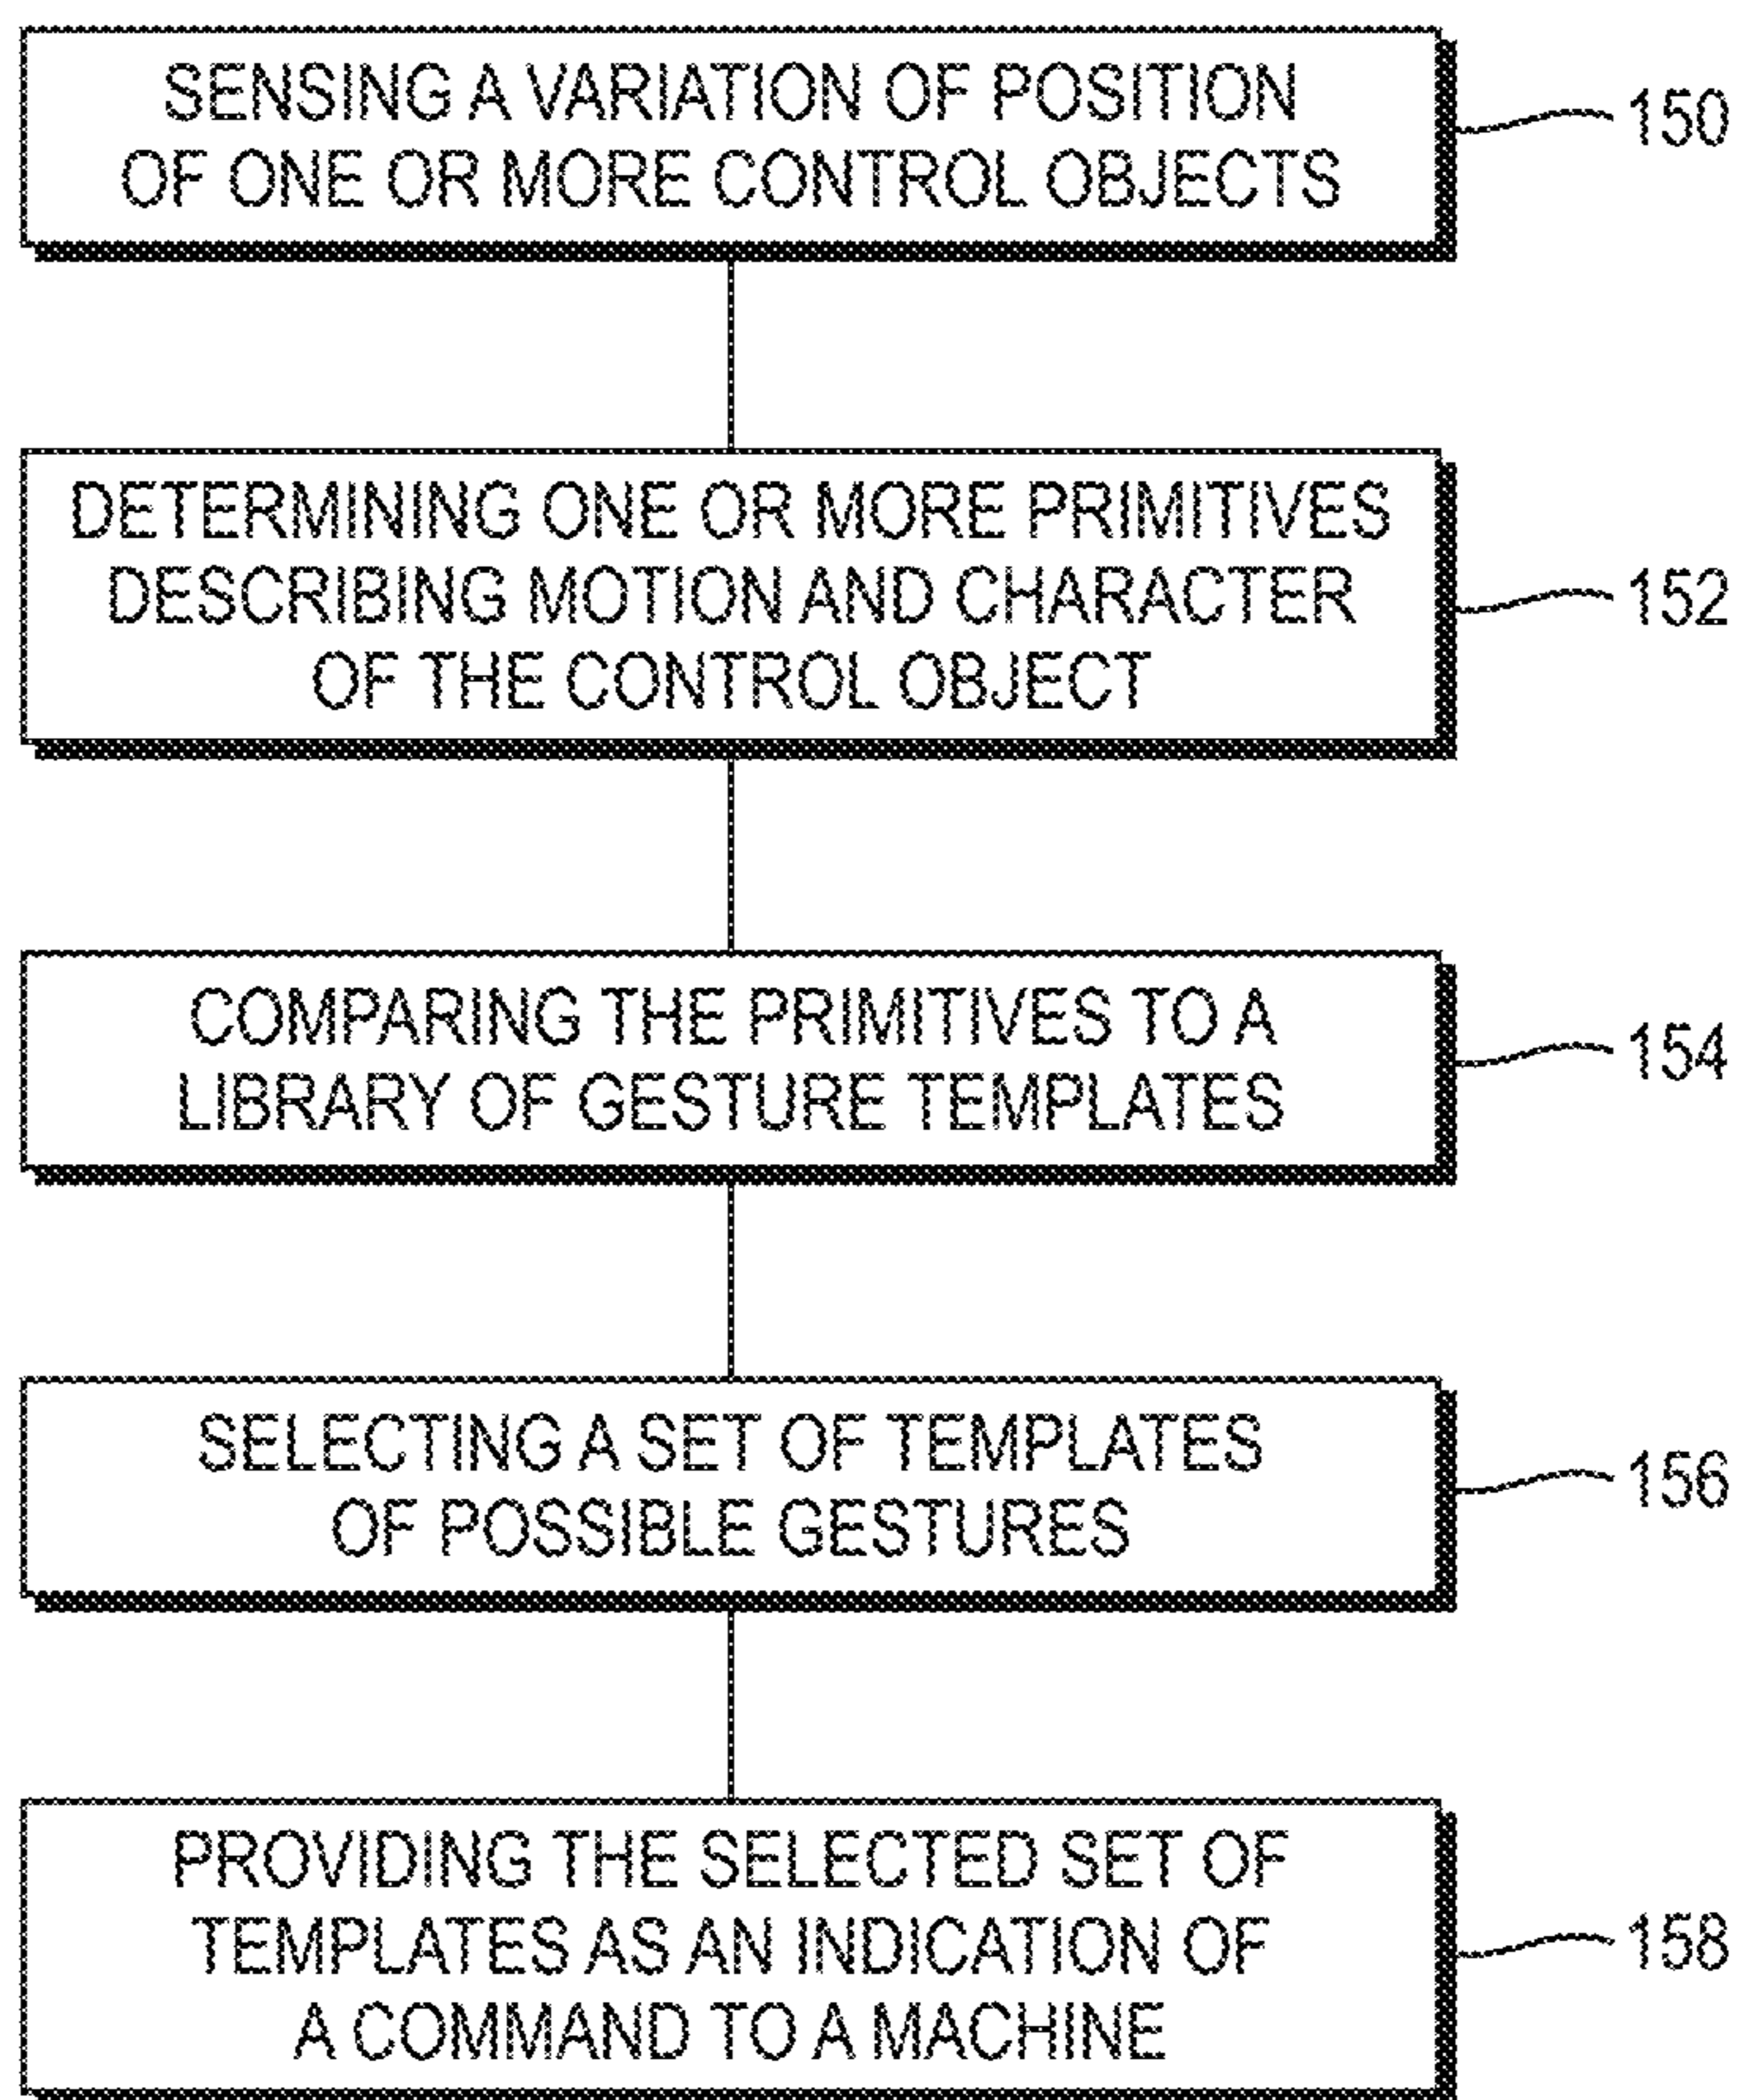 SENSING A VARIATION OF POSITION
OF ONE OR MORE CONTROL OBJECTS
150
DETERMINING ONE OR MORE PRIMITIVES
DESCRIBING MOTION AND CHARACTER
OF THE CONTROL OBJECT
152
COMPARING THE PRIMITIVES TO A
LIBRARY OF GESTURE TEMPLATES
154
SELECTING A SET OF TEMPLATES
OF POSSIBLE GESTURES
156
PROVIDING THE SELECTED SET OF
TEMPLATES AS AN INDICATION OF
A COMMAND TO A MACHINE
158